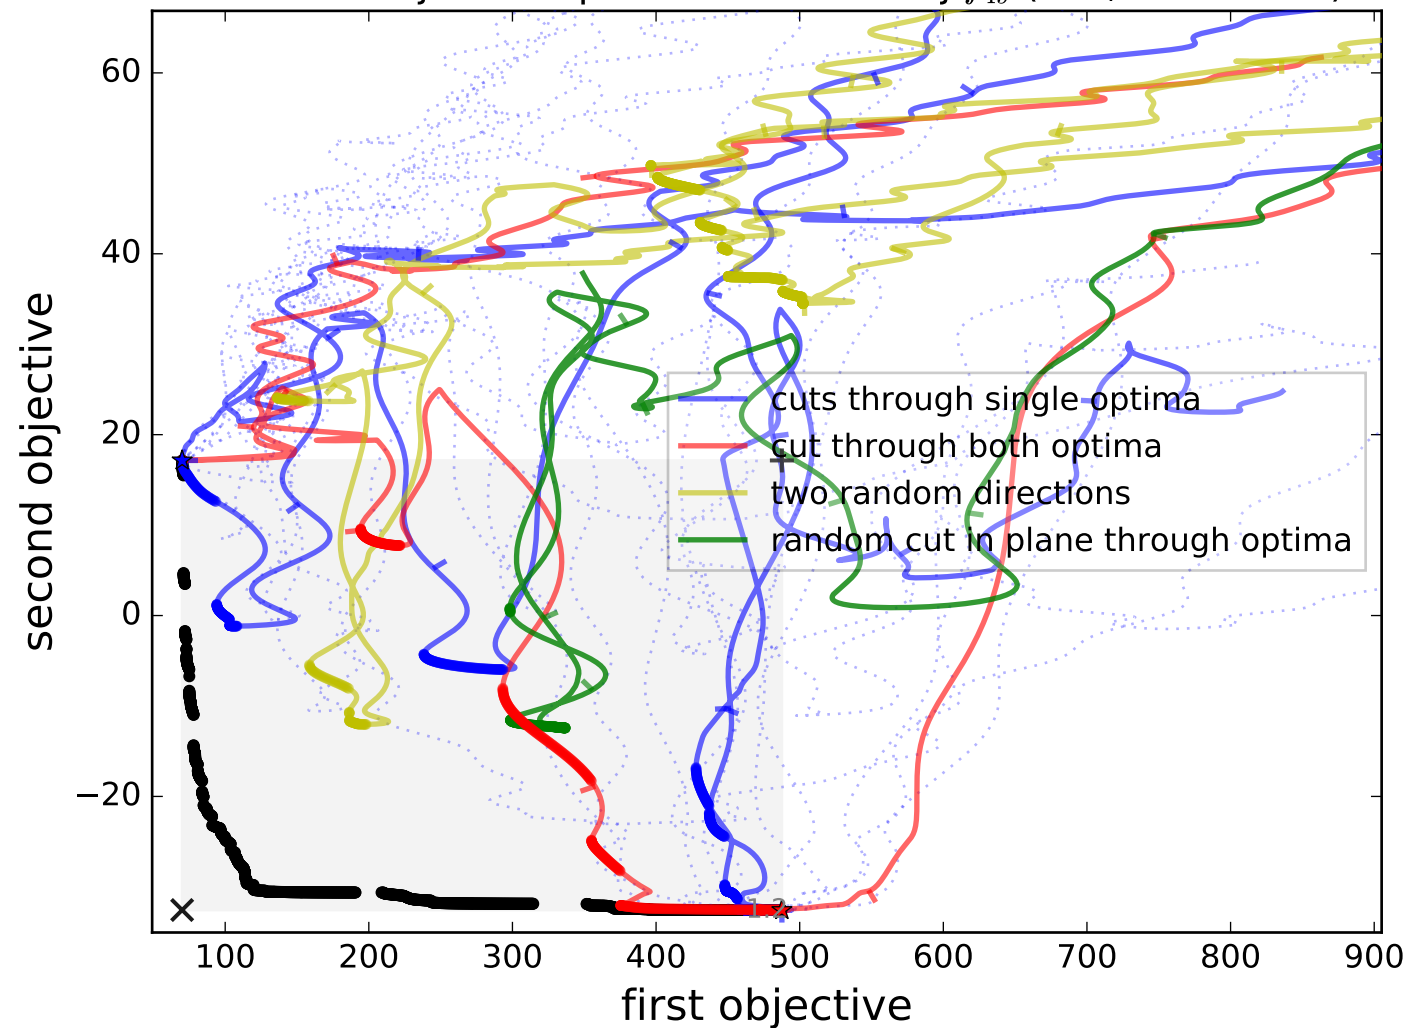 60
40
20
0
−20
100
200
300
400
500
600
700
800
900
second objective
first objective
cuts through single optima
cut through both optima
two random directions
random cut in plane through optima